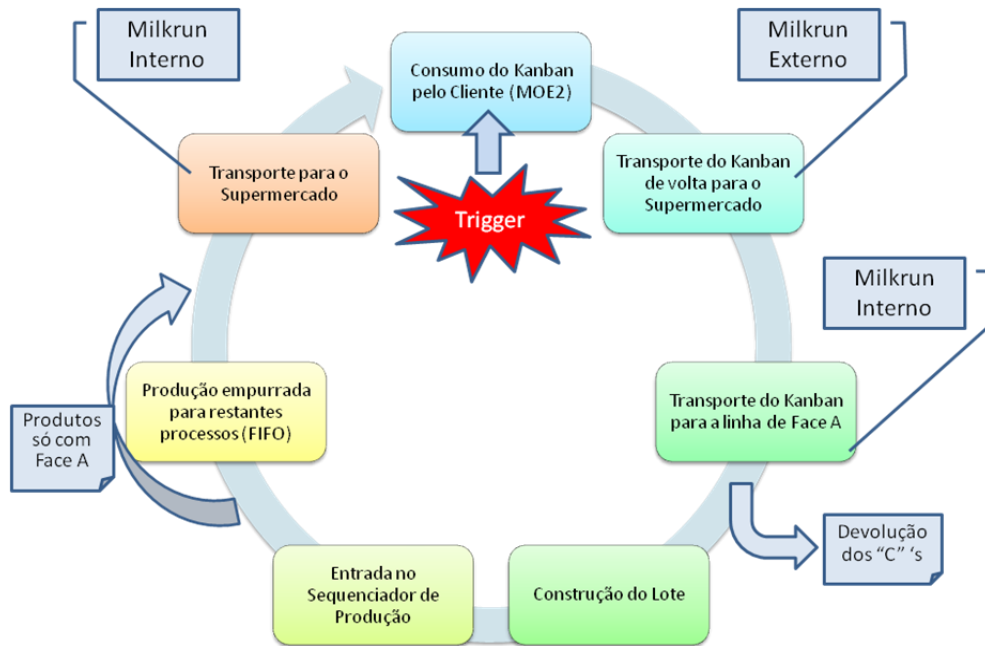 Milkrun
Interno
Consumo do Kanban
pelo Cliente (MOE2)
Milkrun
Externo
Transporte para o
Supermercado
Trigger
Transporte do Kanban
de volta para o
Supermercado
Milkrun
Interno
Produtos
só com
Face A
Produção empurrada
para restantes
processos (FIFO)
Transporte do Kanban
para a linha de Face A
Devolução
dos “C” ‘s
Entrada no
Sequenciador de
Produção
Construção do Lote